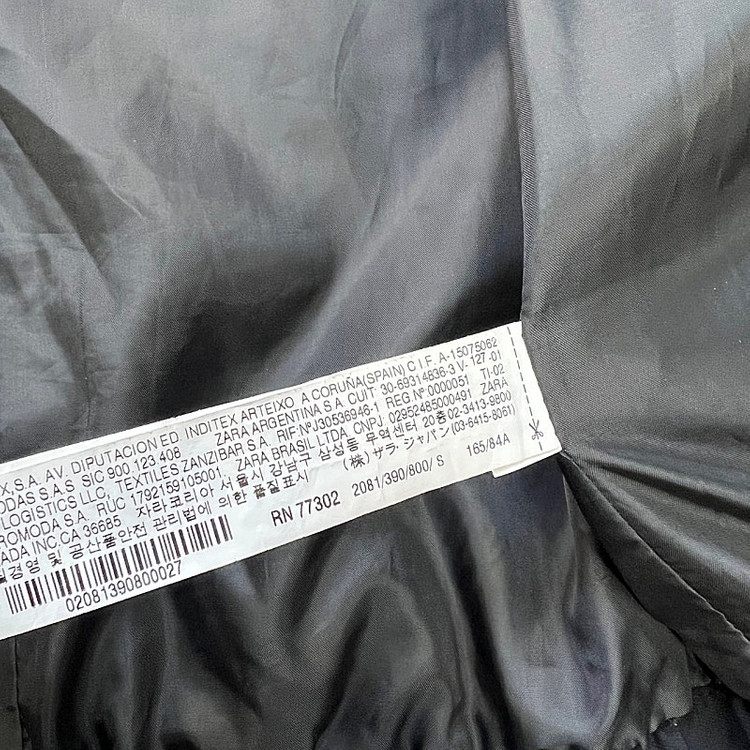 X,S.A. AV. DIPUTACION ED. INDITEX ARTEIXO A CORUÑA(SPAIN) C.I.F. A-15075062
ODAS S.A.S SIC 900.123.408 ZARA ARGENTINA S.A CUIT: 30-69314836-3 V-127-01
LOGISTICS LLC, TEXTILES ZANZIBAR S.A RIF:NºJ30536946-1 REG Nº.0000051 TI-02
ROMODA S.A. RUC 1792159105001 ZARA BRASIL LTDA. CNPJ. 02952485000491 ZARA
ADA INC.CA 36685 자라코리아 서울시 강남구 삼성동 무역센터 20층 02-3413-9800
경영 및 공산품안전 관리법에 의한 품질표시 (株) ザラ・ジャパン (03-6415-8061)
RN 77302 2081/390/800/ S 165/84A
02081390800027